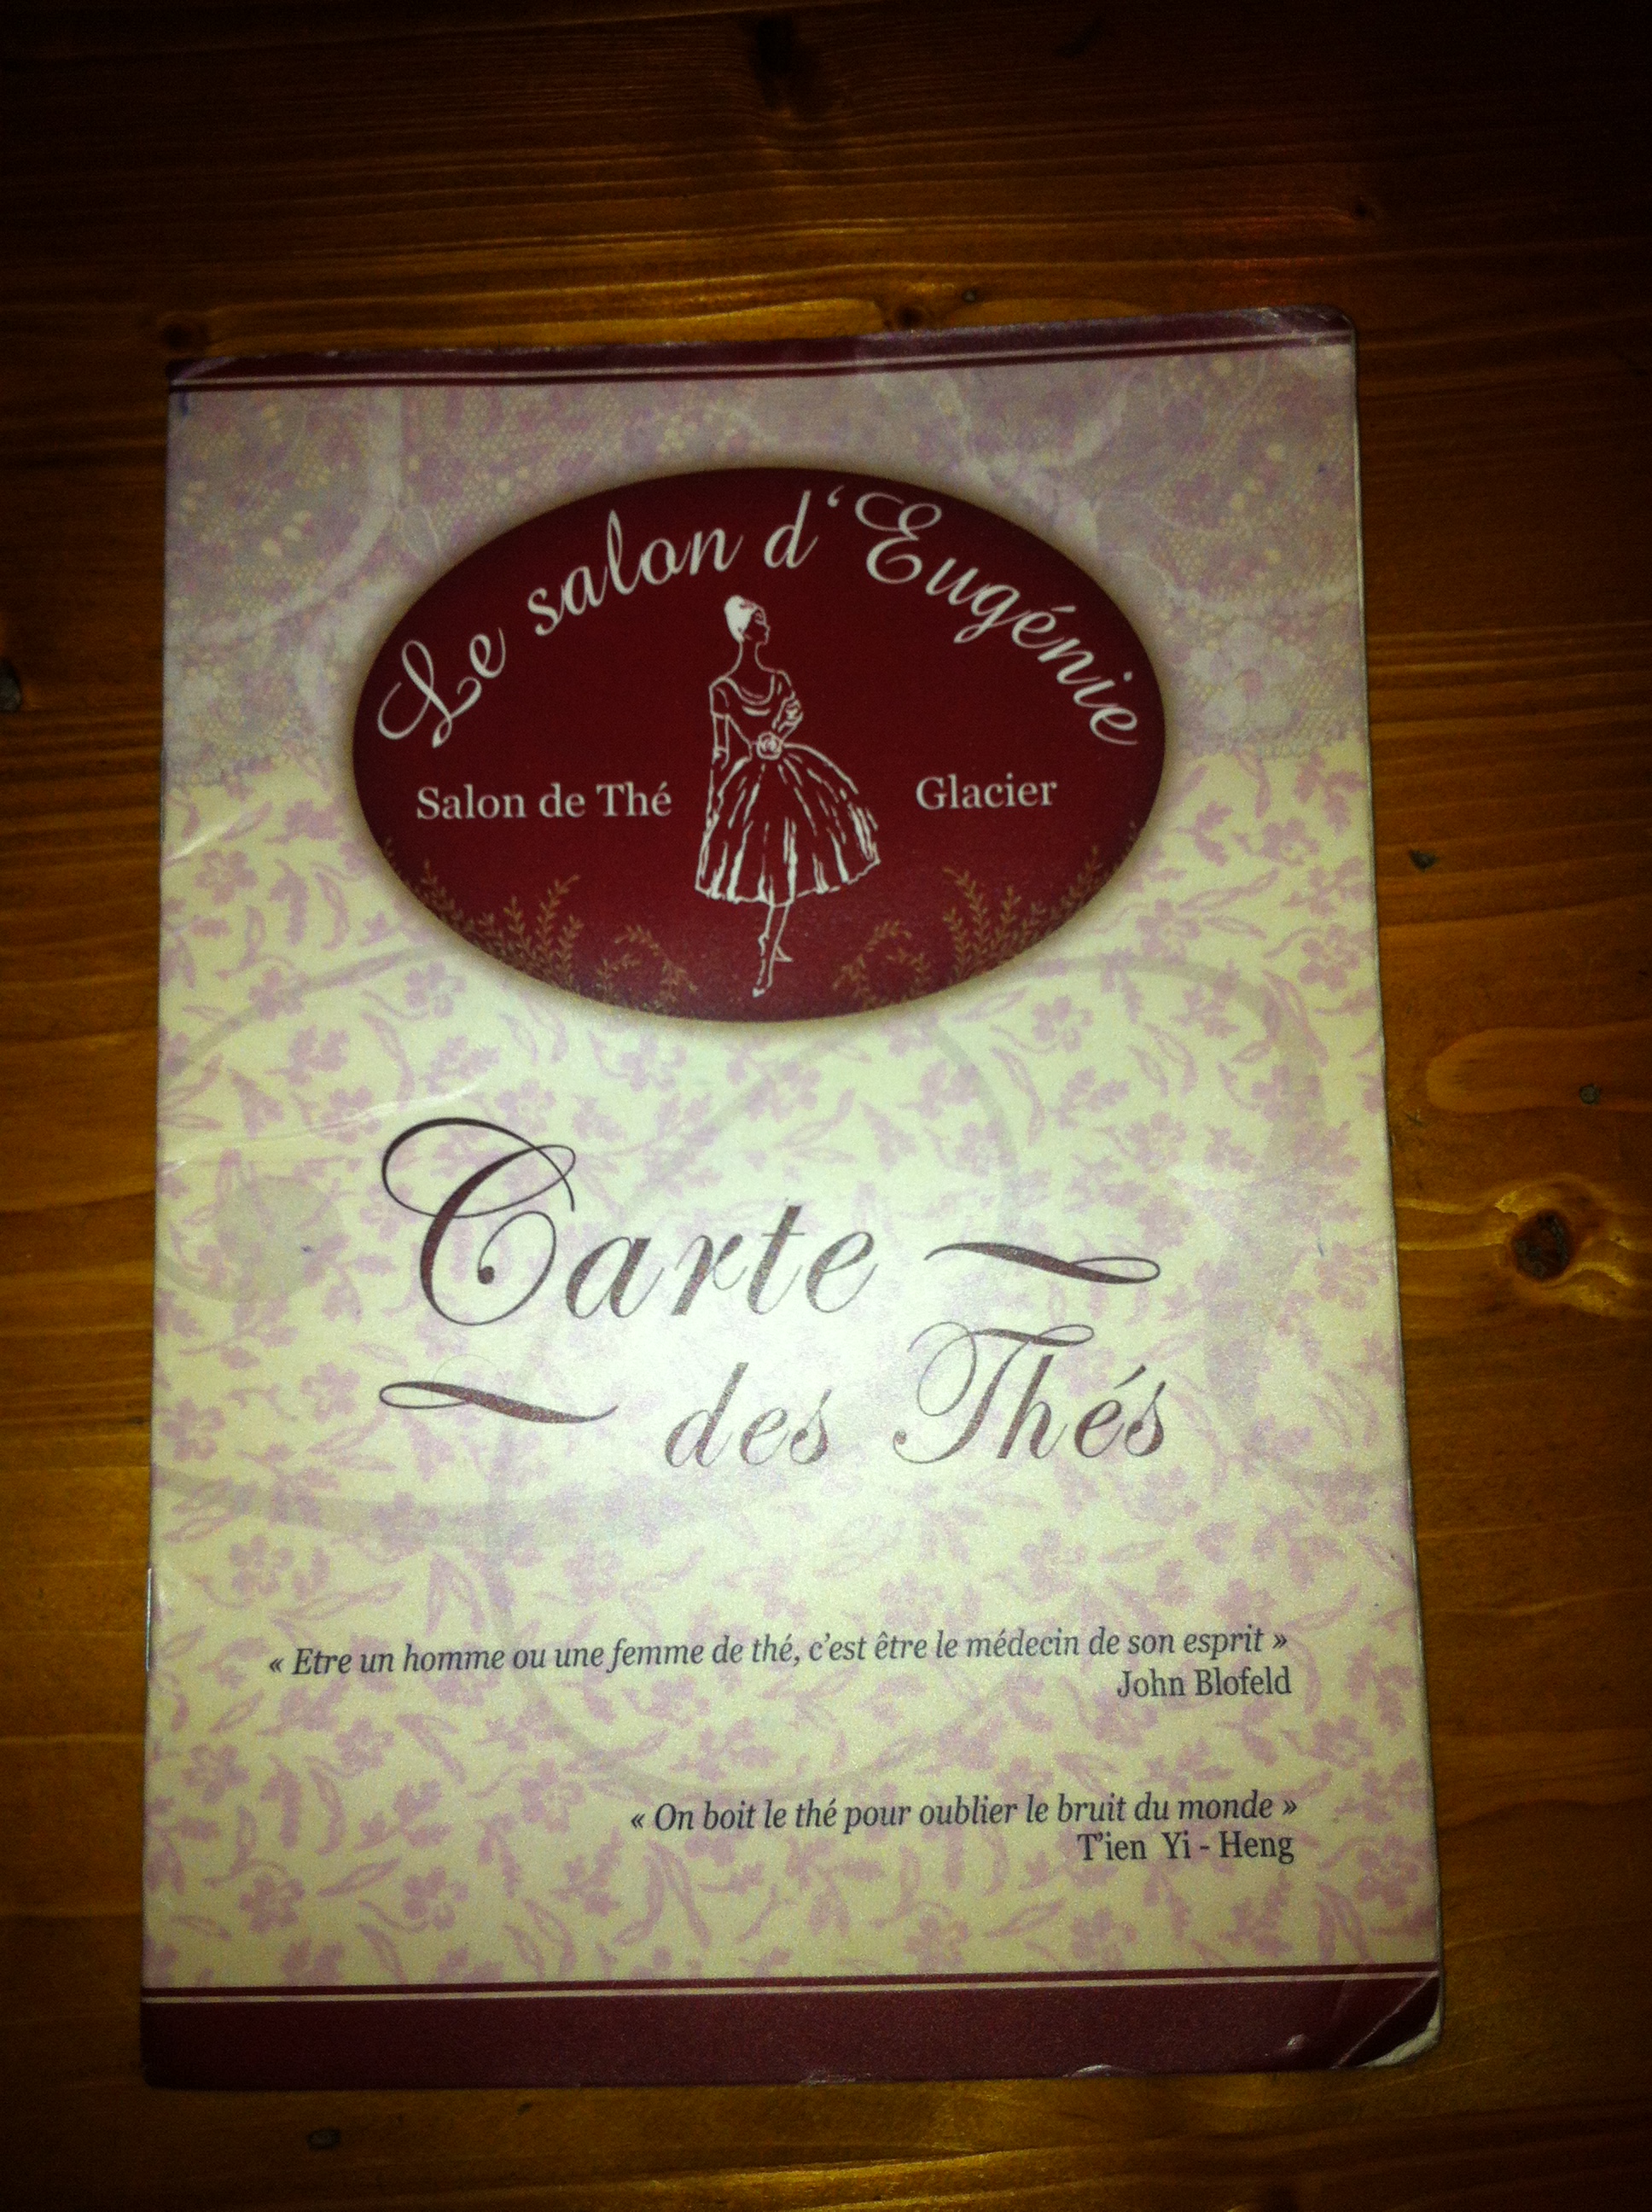 Le salon d'Eugénie
Salon de Thé Glacier
Carte
des Thés
« Etre un homme ou une femme de thé, c'est être le médecin de son esprit »
John Blofeld
« On boit le thé pour oublier le bruit du monde »
T'ien Yi - Heng